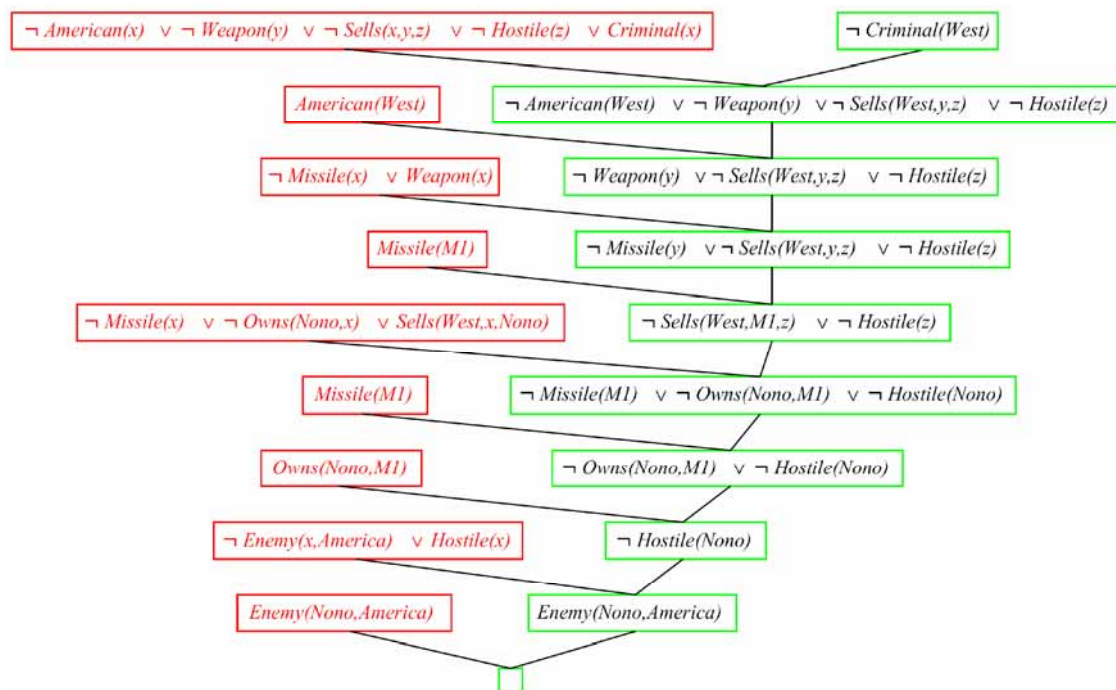 ¬ American(x) ∨ ¬ Weapon(y) ∨ ¬ Sells(x,y,z) ∨ ¬ Hostile(z) ∨ Criminal(x)
¬ Criminal(West)
American(West)
¬ American(West) ∨ ¬ Weapon(y) ∨ ¬ Sells(West,y,z) ∨ ¬ Hostile(z)
¬ Missile(x) ∨ Weapon(x)
¬ Weapon(y) ∨ ¬ Sells(West,y,z) ∨ ¬ Hostile(z)
Missile(M1)
¬ Missile(y) ∨ ¬ Sells(West,y,z) ∨ ¬ Hostile(z)
¬ Missile(x) ∨ ¬ Owns(Nono,x) ∨ Sells(West,x,Nono)
¬ Sells(West,M1,z) ∨ ¬ Hostile(z)
Missile(M1)
¬ Missile(M1) ∨ ¬ Owns(Nono,M1) ∨ ¬ Hostile(Nono)
Owns(Nono,M1)
¬ Owns(Nono,M1) ∨ ¬ Hostile(Nono)
¬ Enemy(x,America) ∨ Hostile(x)
¬ Hostile(Nono)
Enemy(Nono,America)
Enemy(Nono,America)